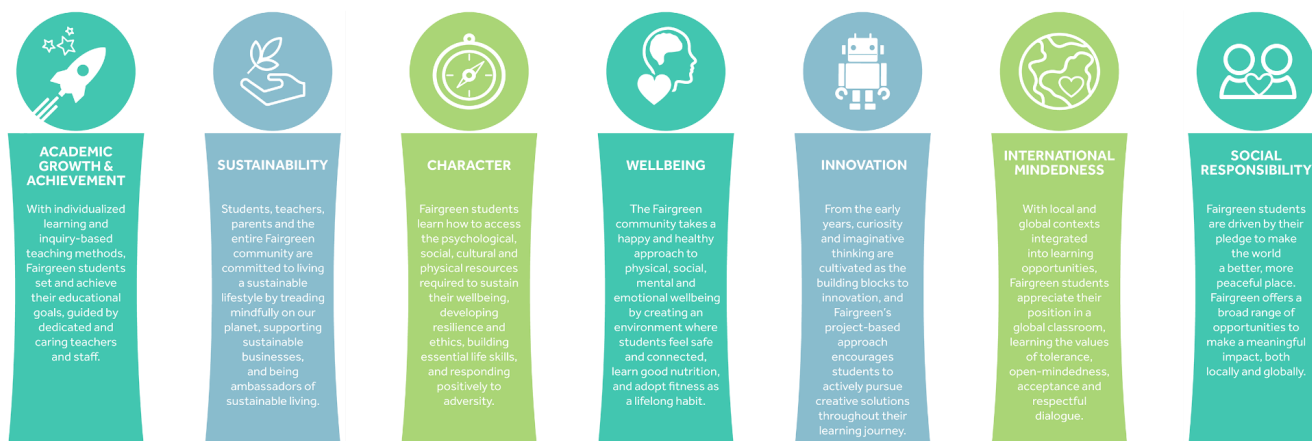 ACADEMIC
GROWTH &
ACHIEVEMENT
With individualized
learning and
inquiry-based
teaching methods,
Fairgreen students
set and achieve
their educational
goals, guided by
dedicated and
caring teachers
and staff.
SUSTAINABILITY
Students, teachers,
parents and the
entire Fairgreen
community are
committed to living
a sustainable
lifestyle by treading
mindfully on our
planet, supporting
sustainable
businesses,
and being
ambassadors of
sustainable living.
CHARACTER
Fairgreen students
learn how to access
the psychological,
social, cultural and
physical resources
required to sustain
their wellbeing,
developing
resilience and
ethics, building
essential life skills,
and responding
positively to
adversity.
WELLBEING
The Fairgreen
community takes a
happy and healthy
approach to
physical, social,
mental and
emotional wellbeing
by creating an
environment where
students feel safe
and connected,
learn good nutrition,
and adopt fitness as
a lifelong habit.
INNOVATION
From the early
years, curiosity
and imaginative
thinking are
cultivated as the
building blocks to
innovation, and
Fairgreen's
project-based
approach
encourages
students to
actively pursue
creative solutions
throughout their
learning journey.
INTERNATIONAL
MINDEDNESS
With local and
global contexts
integrated
into learning
opportunities,
Fairgreen students
appreciate their
position in a
global classroom,
learning the values
of tolerance,
open-mindedness,
acceptance and
respectful
dialogue.
SOCIAL
RESPONSIBILITY
Fairgreen students
are driven by their
pledge to make
the world
a better, more
peaceful place.
Fairgreen offers a
broad range of
opportunities to
make a meaningful
impact, both
locally and globally.